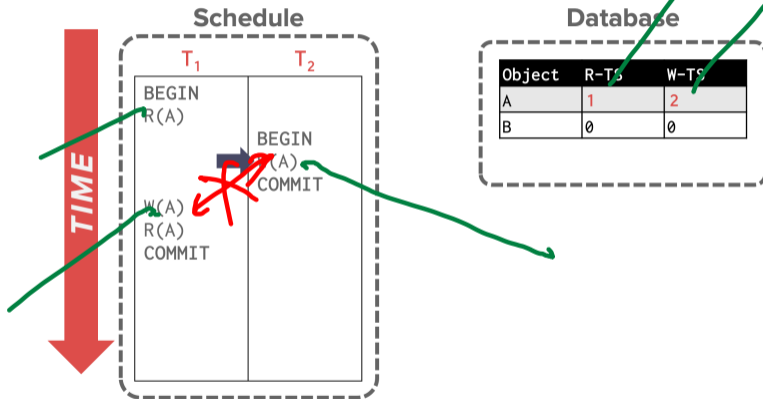 Schedule
Database
T1 T2
BEGIN
R(A)
BEGIN
(A)
COMMIT
W(A)
R(A)
COMMIT
TIME
Object R-TS W-TS
A 1 2
B 0 0